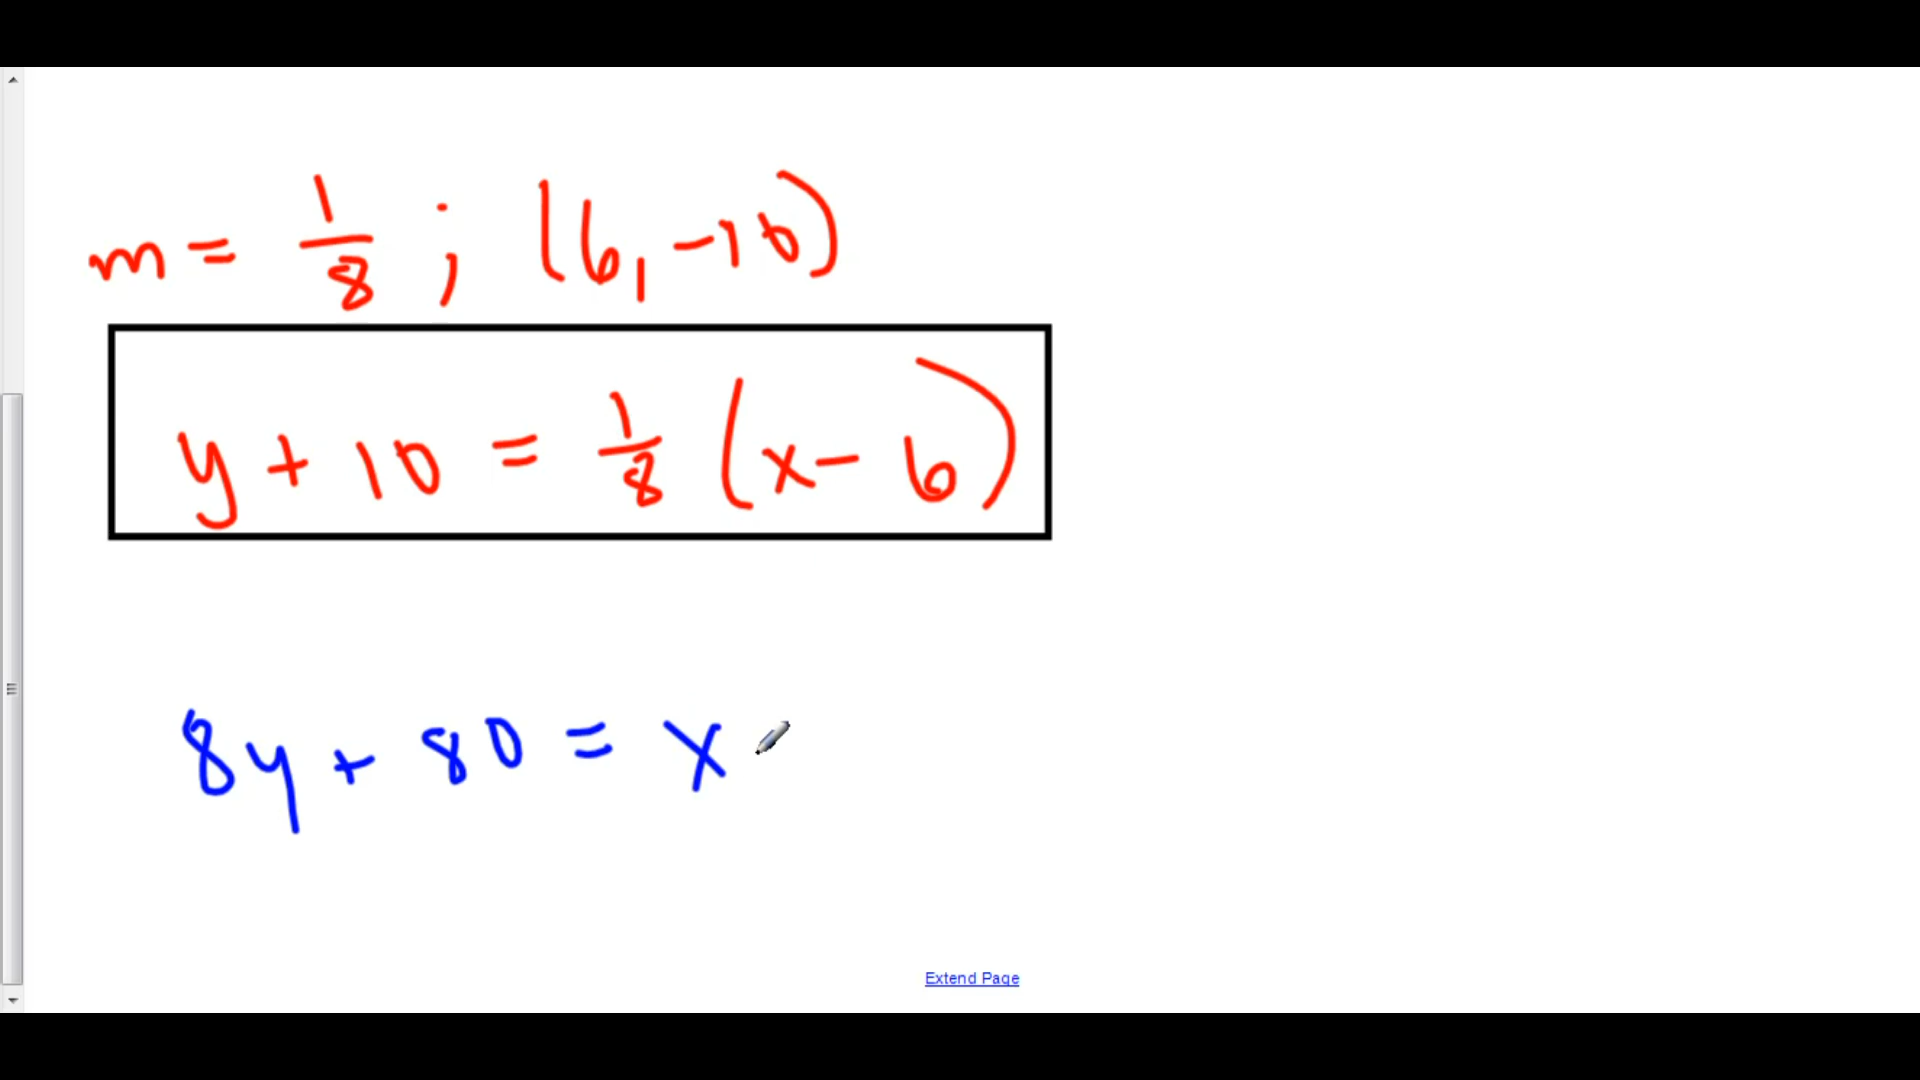 m = 1/8 ; (6, -10)
y + 10 = 1/8 (x - 6)
8y + 80 = x
Extend Page